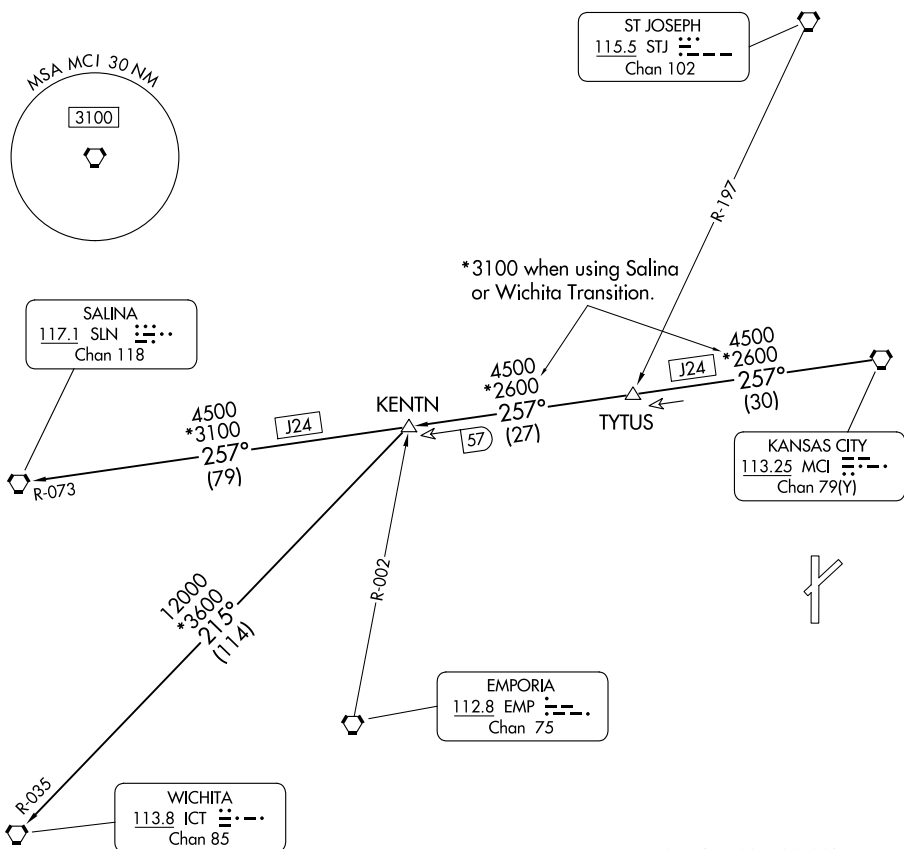 ST JOSEPH
115.5 STJ
Chan 102
MSA MCI 30 NM
3100
R-197
*3100 when using Salina
or Wichita Transition.
SALINA
117.1 SLN
Chan 118
4500
*2600
J24
257°
(30)
4500
*2600
257°
(27)
TYTUS
KENTN
57
4500
*3100
J24
257°
(79)
R-073
KANSAS CITY
113.25 MCI
Chan 79(Y)
R-002
12000
*3600
215°
(114)
EMPORIA
112.8 EMP
Chan 75
R-035
WICHITA
113.8 ICT
Chan 85